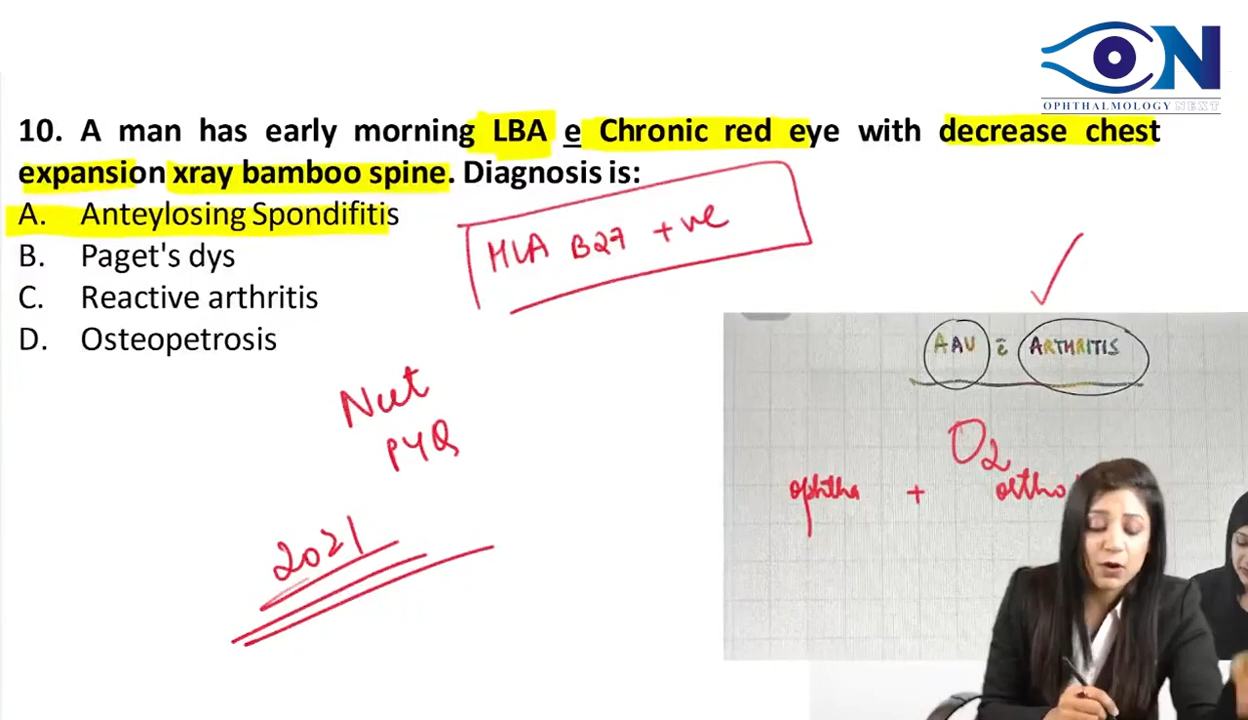 ON
OPHTHALMOLOGY NEXT
10. A man has early morning LBA e Chronic red eye with decrease chest
expansion xray bamboo spine. Diagnosis is:
A. Anteylosing Spondifitis
B. Paget's dys
C. Reactive arthritis
D. Osteopetrosis
HLA B27 +ve
AAU c̄ ARTHRITIS
O2
ophtha + ortho
Neet
PYQ
2021